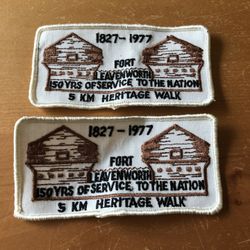 1827-1977
FORT
LEAVENWORTH
150 YRS OF SERVICE TO THE NATION
5 KM HERITAGE WALK
1827-1977
FORT
LEAVENWORTH
150 YRS OF SERVICE TO THE NATION
5 KM HERITAGE WALK